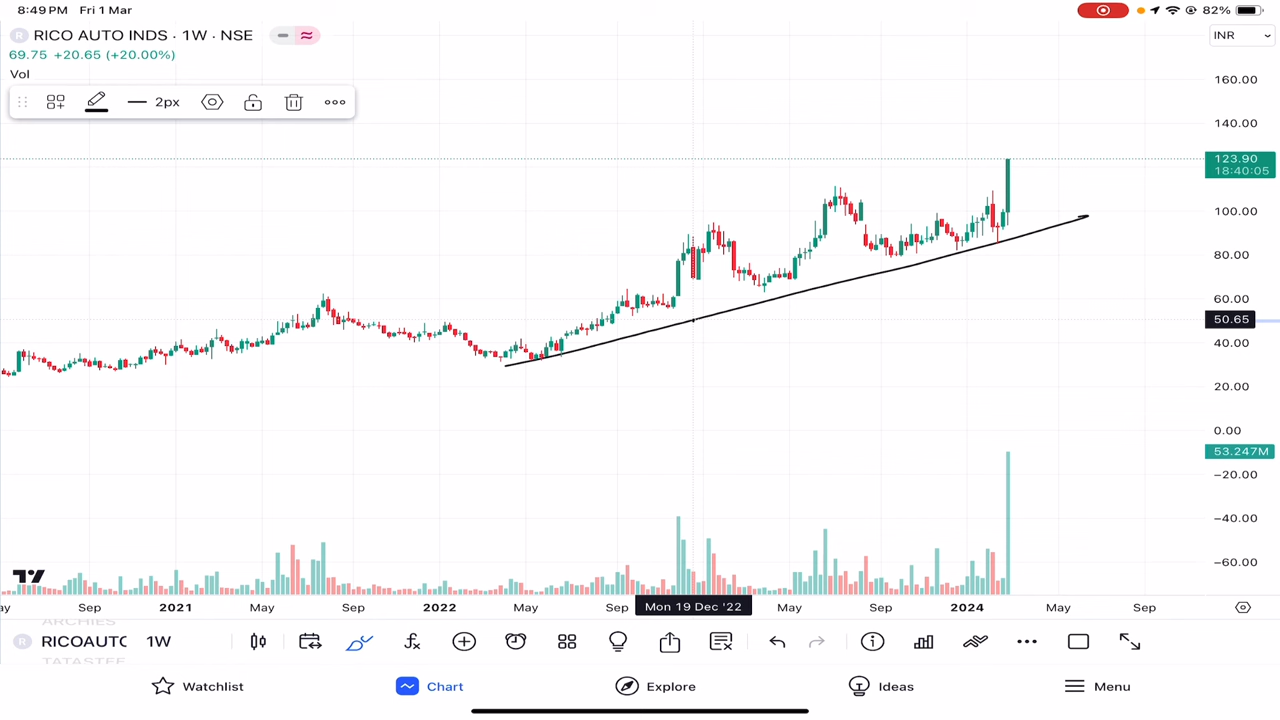 8:49 PM Fri 1 Mar
82%
R RICO AUTO INDS · 1W · NSE
INR
69.75 +20.65 (+20.00%)
Vol
2px
160.00
140.00
123.90
18:40:05
100.00
80.00
60.00
50.65
40.00
20.00
0.00
53.247M
−20.00
−40.00
−60.00
Sep 2021 May Sep 2022 May Sep Mon 19 Dec '22 May Sep 2024 May Sep
ARCHIES
R RICOAUTO 1W
TATASTEE
Watchlist Chart Explore Ideas Menu